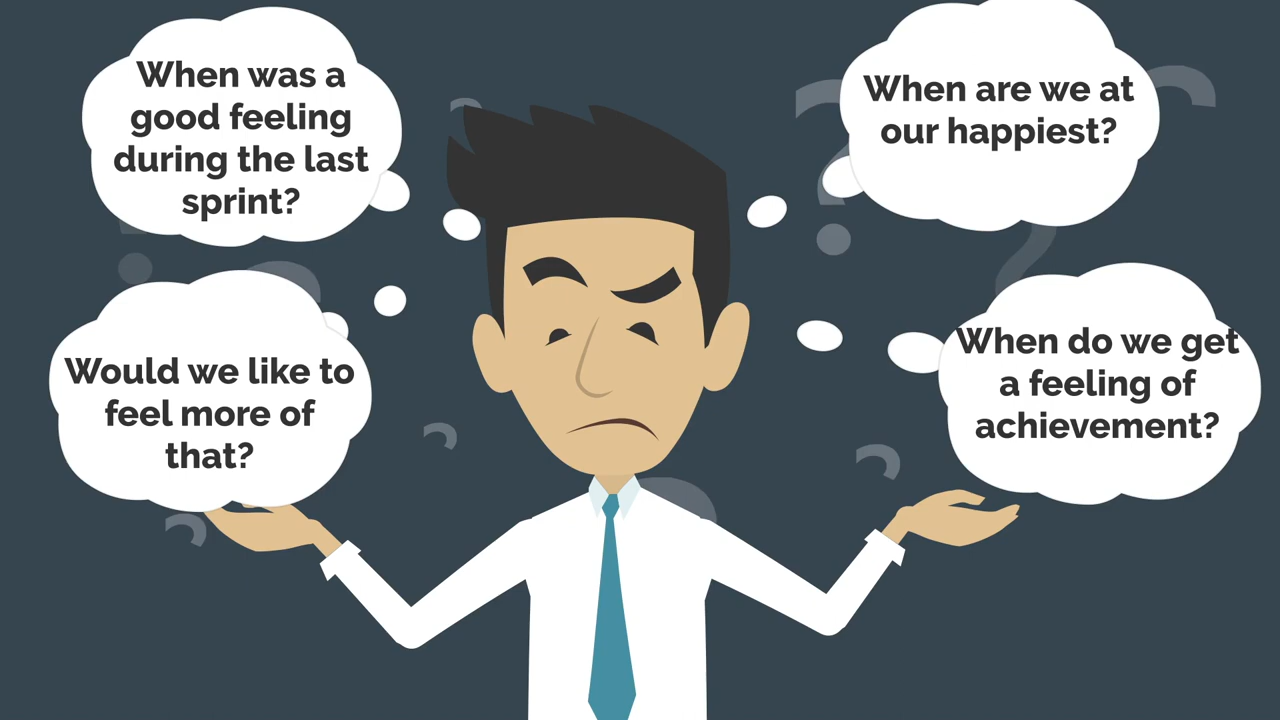 When was a
good feeling
during the last
sprint?
When are we at
our happiest?
Would we like to
feel more of
that?
When do we get
a feeling of
achievement?